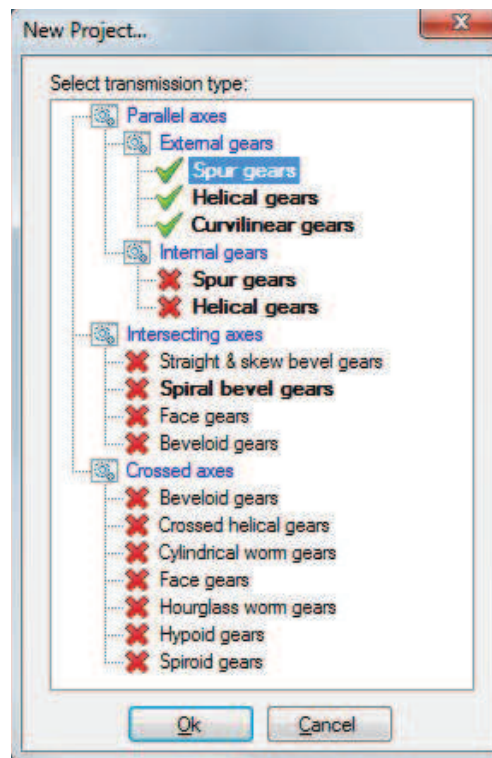 New Project...
Select transmission type:
Parallel axes
External gears
Spur gears
Helical gears
Curvilinear gears
Internal gears
Spur gears
Helical gears
Intersecting axes
Straight & skew bevel gears
Spiral bevel gears
Face gears
Beveloid gears
Crossed axes
Beveloid gears
Crossed helical gears
Cylindrical worm gears
Face gears
Hourglass worm gears
Hypoid gears
Spiroid gears
Ok Cancel